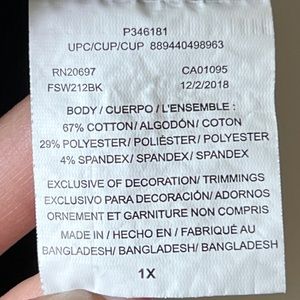 P346181
UPC/CUP/CUP 889440498963
RN20697 CA01095
FSW212BK 12/2/2018
BODY / CUERPO / L'ENSEMBLE :
67% COTTON/ ALGODÓN/ COTON
29% POLYESTER/ POLIÉSTER/ POLYESTER
4% SPANDEX/ SPANDEX/ SPANDEX
EXCLUSIVE OF DECORATION/ TRIMMINGS
EXCLUSIVO PARA DECORACIÓN/ ADORNOS
ORNEMENT ET GARNITURE NON COMPRIS
MADE IN / HECHO EN / FABRIQUÉ AU
BANGLADESH/ BANGLADESH/ BANGLADESH
1X